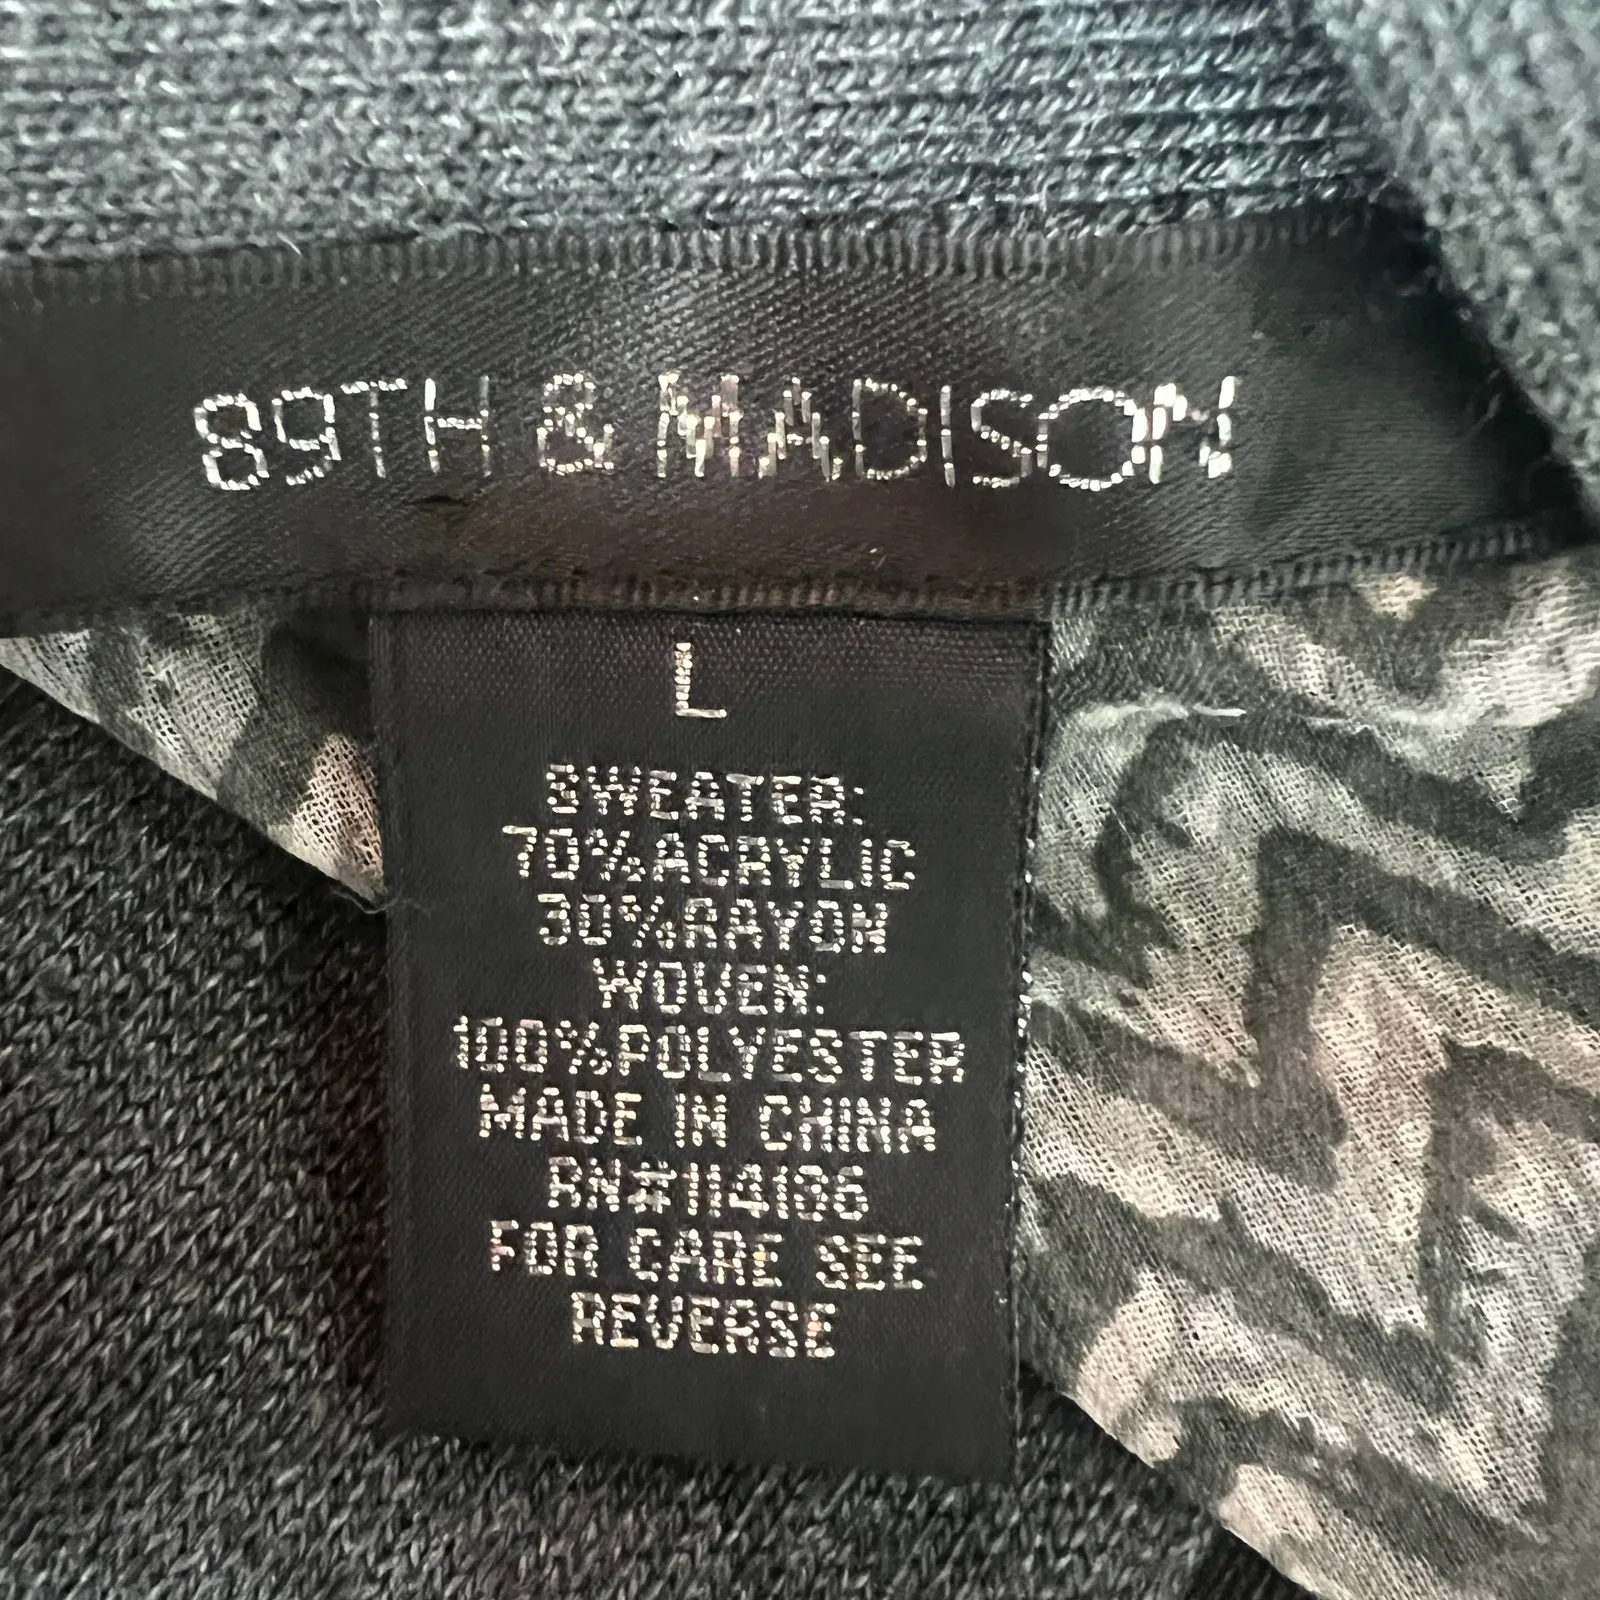 89TH & MADISON
L
SWEATER:
70%ACRYLIC
30%RAYON
WOVEN:
100%POLYESTER
MADE IN CHINA
RN#114186
FOR CARE SEE
REVERSE